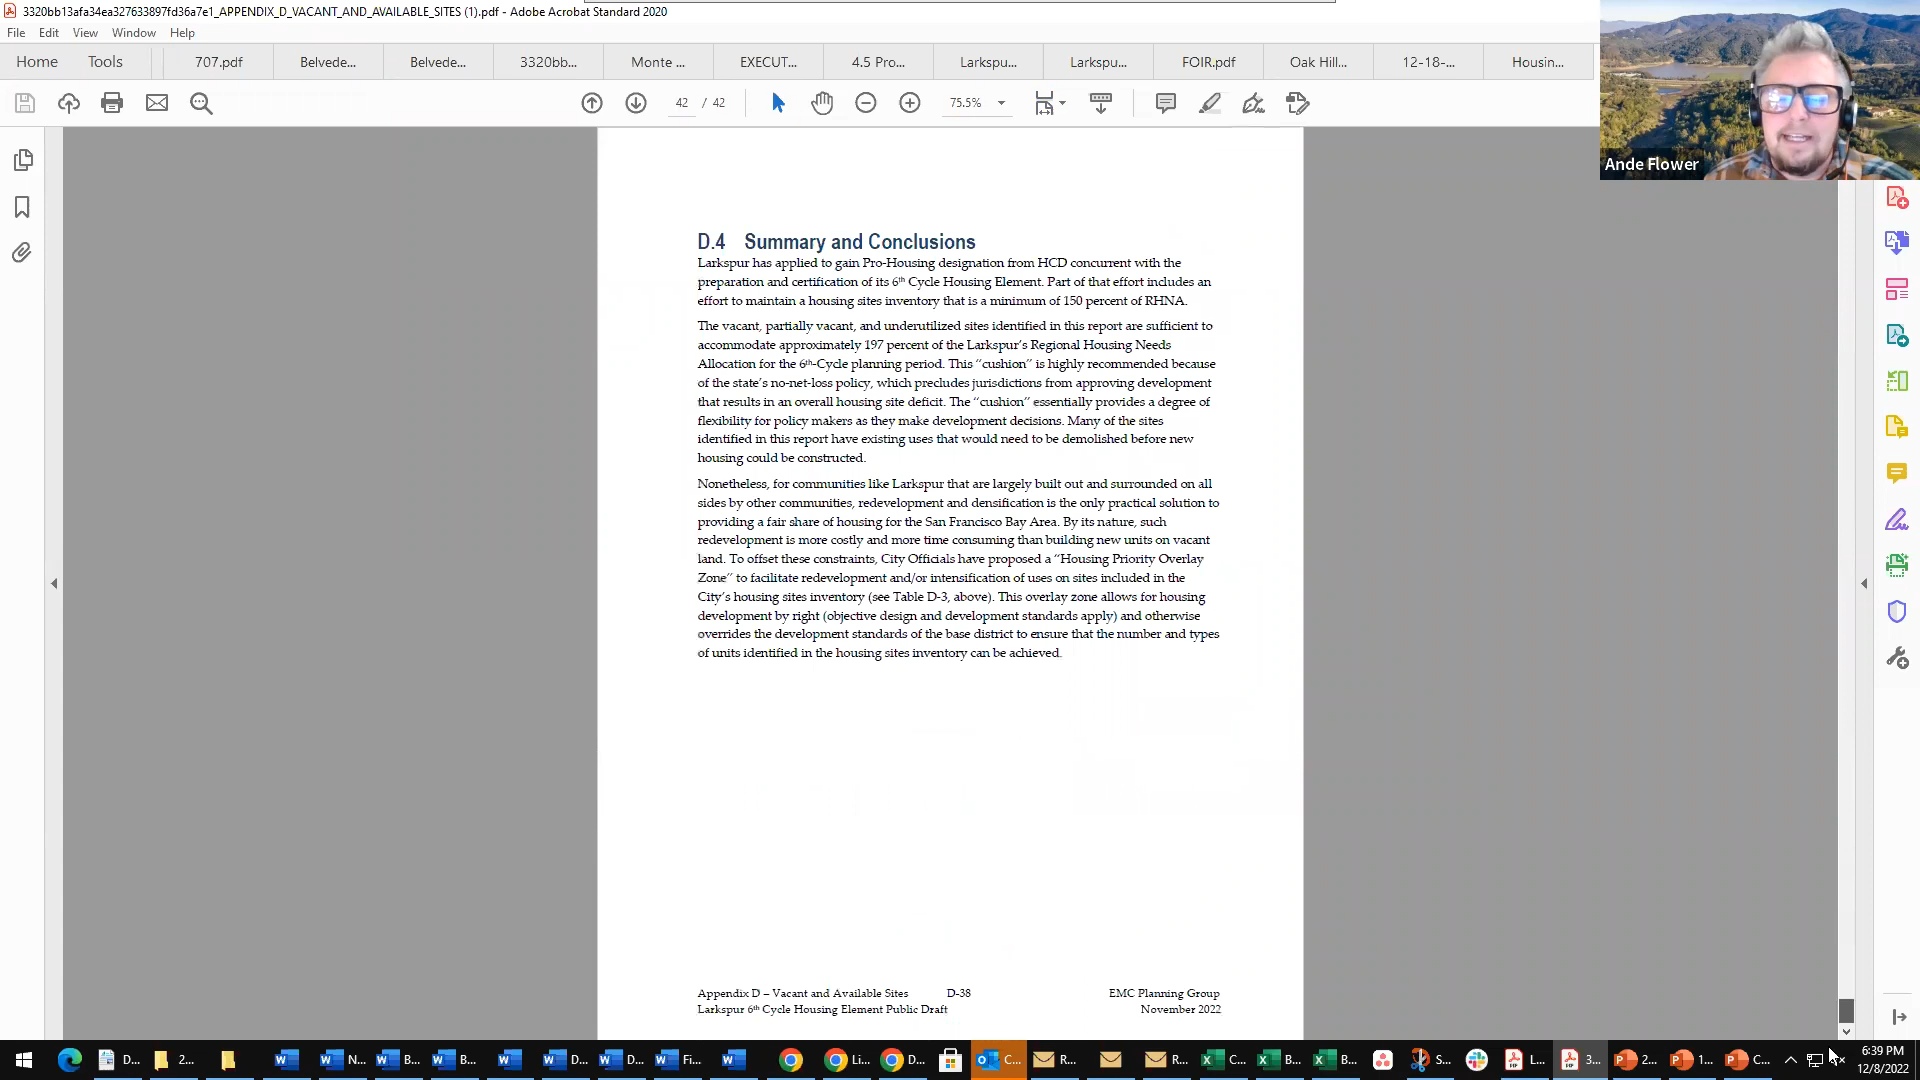 3320bb13afa34ea327633897fd36a7e1_APPENDIX_D_VACANT_AND_AVAILABLE_SITES (1).pdf - Adobe Acrobat Standard 2020
File Edit View Window Help
Home Tools 707.pdf Belvede... Belvede... 3320bb... Monte ... EXECUT... 4.5 Pro... Larkspu... Larkspu... FOIR.pdf Oak Hill... 12-18-... Housin...
42 / 42 75.5%
Ande Flower
D.4 Summary and Conclusions
Larkspur has applied to gain Pro-Housing designation from HCD concurrent with the
preparation and certification of its 6th Cycle Housing Element. Part of that effort includes an
effort to maintain a housing sites inventory that is a minimum of 150 percent of RHNA.
The vacant, partially vacant, and underutilized sites identified in this report are sufficient to
accommodate approximately 197 percent of the Larkspur's Regional Housing Needs
Allocation for the 6th-Cycle planning period. This "cushion" is highly recommended because
of the state's no-net-loss policy, which precludes jurisdictions from approving development
that results in an overall housing site deficit. The "cushion" essentially provides a degree of
flexibility for policy makers as they make development decisions. Many of the sites
identified in this report have existing uses that would need to be demolished before new
housing could be constructed.
Nonetheless, for communities like Larkspur that are largely built out and surrounded on all
sides by other communities, redevelopment and densification is the only practical solution to
providing a fair share of housing for the San Francisco Bay Area. By its nature, such
redevelopment is more costly and more time consuming than building new units on vacant
land. To offset these constraints, City Officials have proposed a "Housing Priority Overlay
Zone" to facilitate redevelopment and/or intensification of uses on sites included in the
City's housing sites inventory (see Table D-3, above). This overlay zone allows for housing
development by right (objective design and development standards apply) and otherwise
overrides the development standards of the base district to ensure that the number and types
of units identified in the housing sites inventory can be achieved.
Appendix D – Vacant and Available Sites D-38 EMC Planning Group
Larkspur 6th Cycle Housing Element Public Draft November 2022
D... 2... N... B... B... D... D... Fi... Li... D... C... R... R... C... B... B... S... L... 3... 2... 1... C... 6:39 PM
12/8/2022